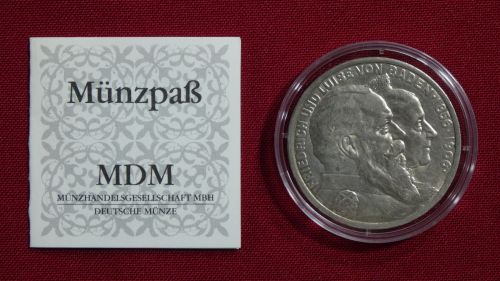 Münzpaß
MDM
MÜNZHANDELSGESELLSCHAFT MBH
DEUTSCHE MÜNZE
FRIEDRICH UND LUISE VON BADEN 1856 1906